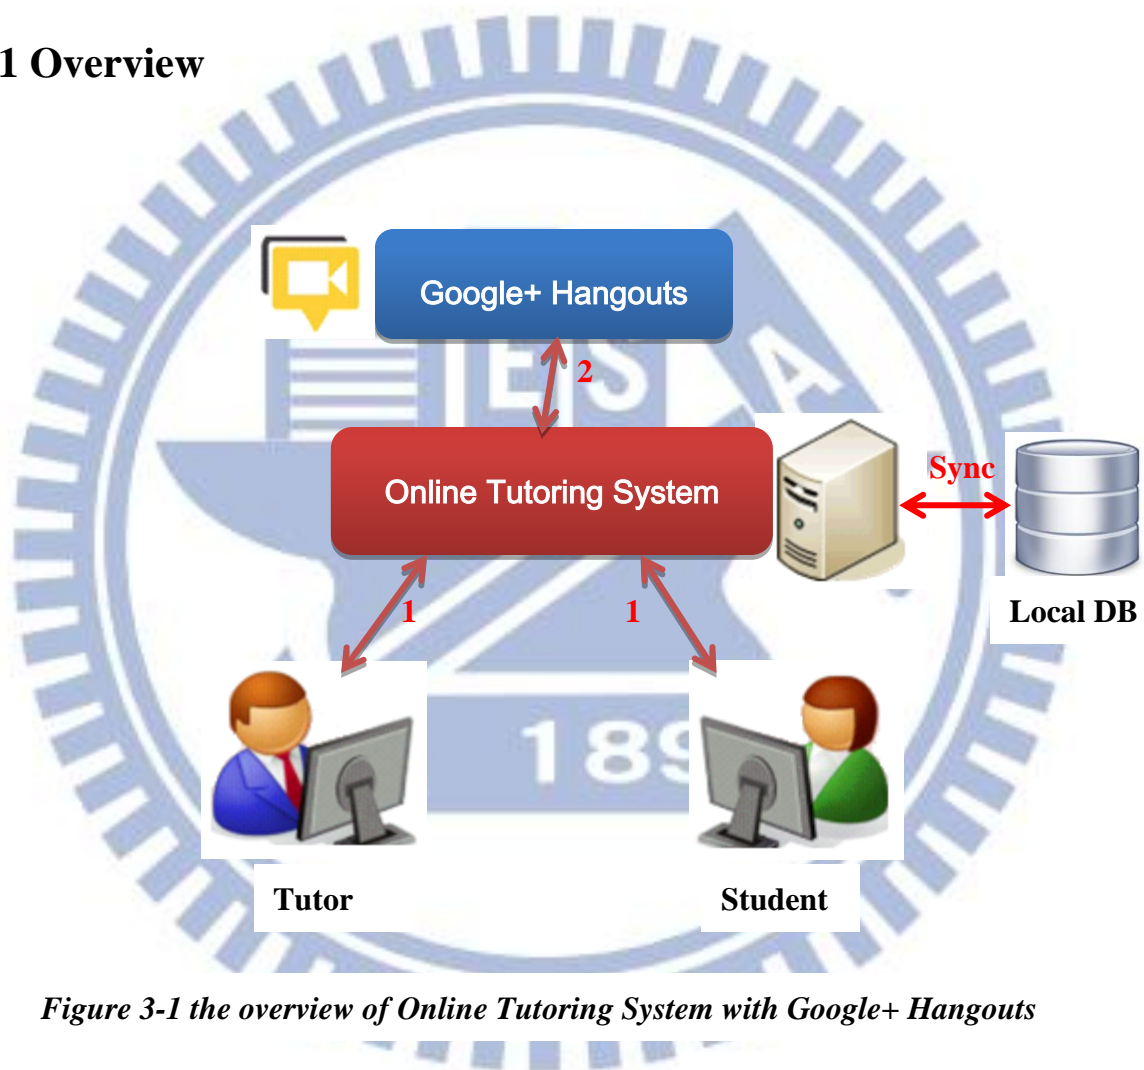 1 Overview
Google+ Hangouts
2
E S A
Online Tutoring System
Sync
Local DB
1
1
189
Tutor
Student
Figure 3-1 the overview of Online Tutoring System with Google+ Hangouts